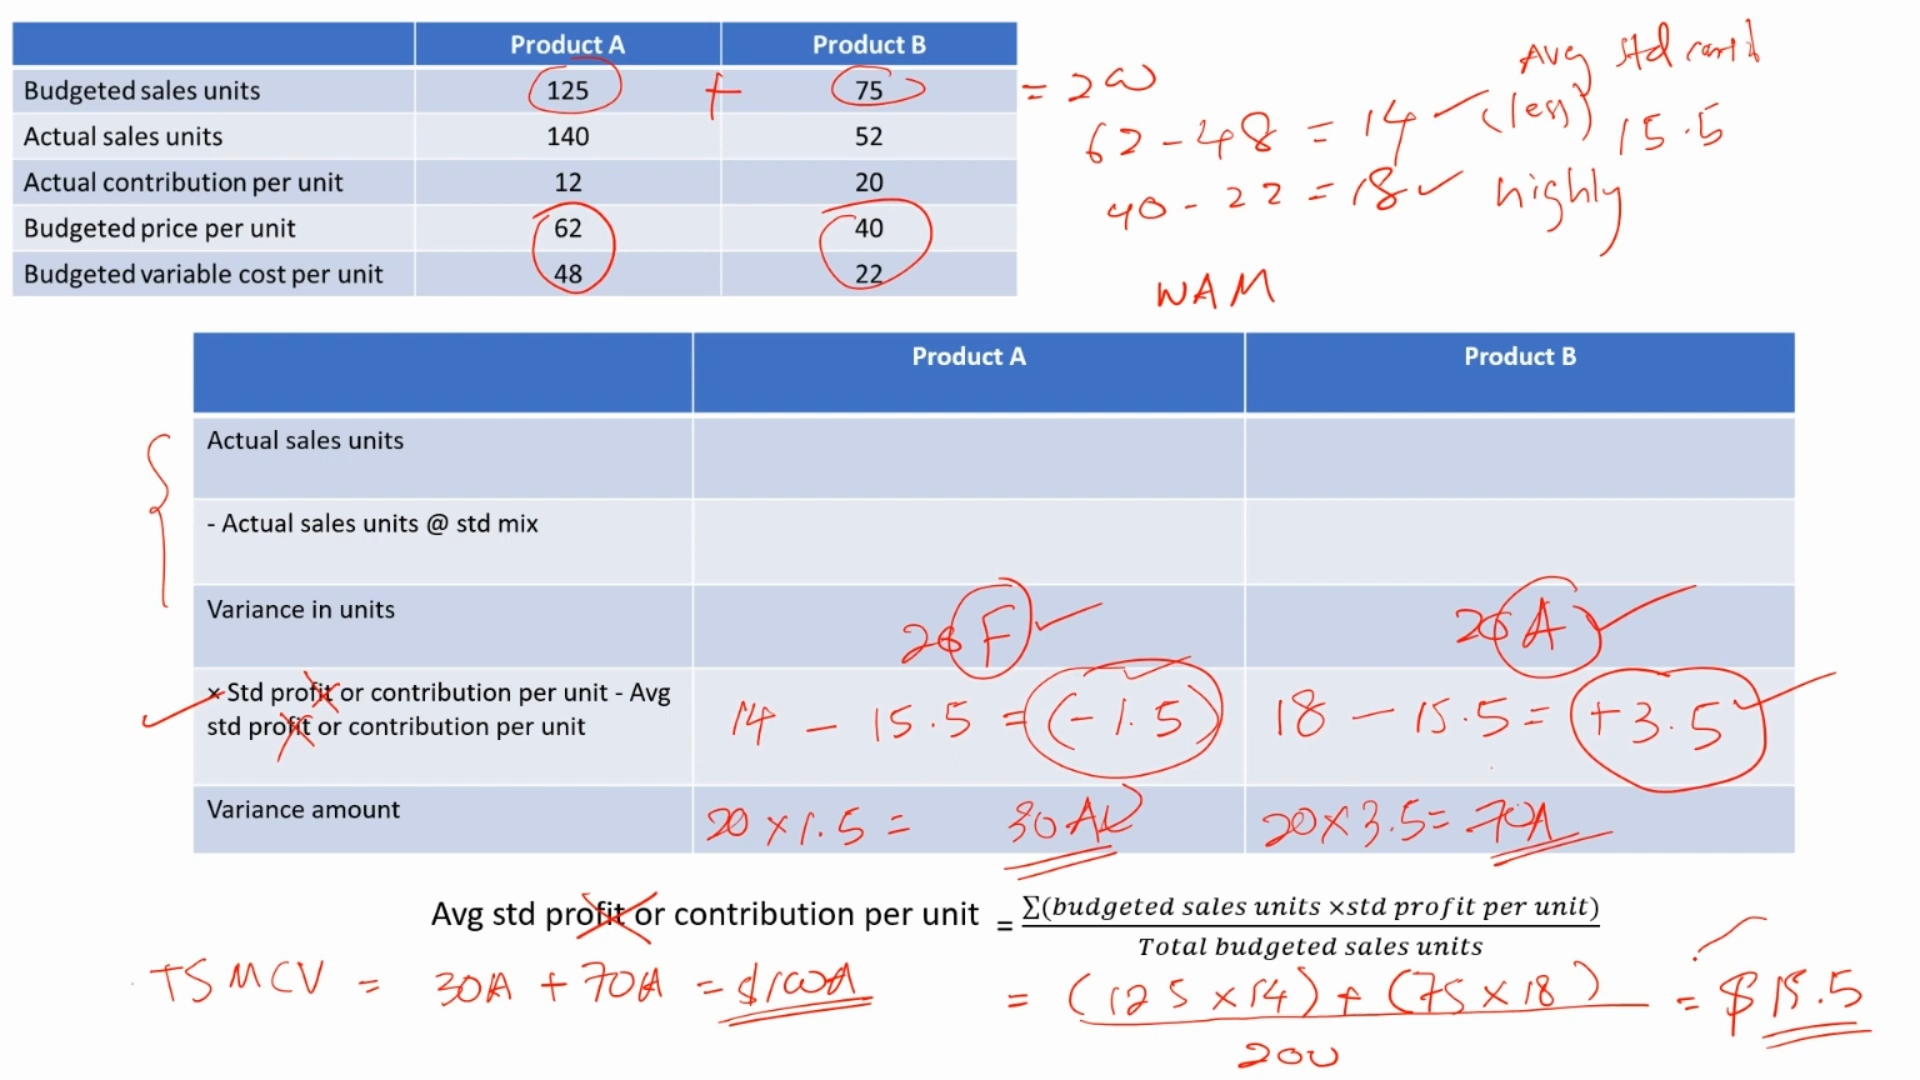 Product A Product B
Budgeted sales units 125 + 75 = 200
Actual sales units 140 52
Actual contribution per unit 12 20
Budgeted price per unit 62 40
Budgeted variable cost per unit 48 22
Avg std
62 - 48 = 14 (less) 15.5
40 - 22 = 18 highly
WAM
Product A Product B
Actual sales units
- Actual sales units @ std mix
Variance in units 20 F 20 A
× Std profit or contribution per unit - Avg
std profit or contribution per unit
14 - 15.5 = (-1.5) 18 - 15.5 = +3.5
Variance amount 20 × 1.5 = 30A 20 × 3.5 = 70A
Avg std profit or contribution per unit = ∑(budgeted sales units ×std profit per unit)
Total budgeted sales units
TSMCV = 30A + 70A = $100A
= (125 × 14) + (75 × 18) = $15.5
200